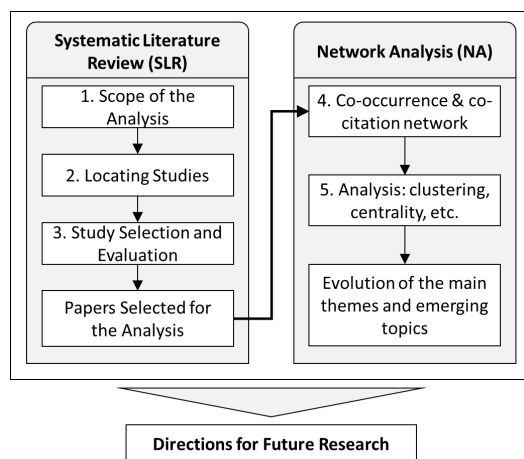 Systematic Literature
Review (SLR)
1. Scope of the
Analysis
2. Locating Studies
3. Study Selection and
Evaluation
Papers Selected for
the Analysis
Network Analysis (NA)
4. Co-occurrence & co-
citation network
5. Analysis: clustering,
centrality, etc.
Evolution of the main
themes and emerging
topics
Directions for Future Research